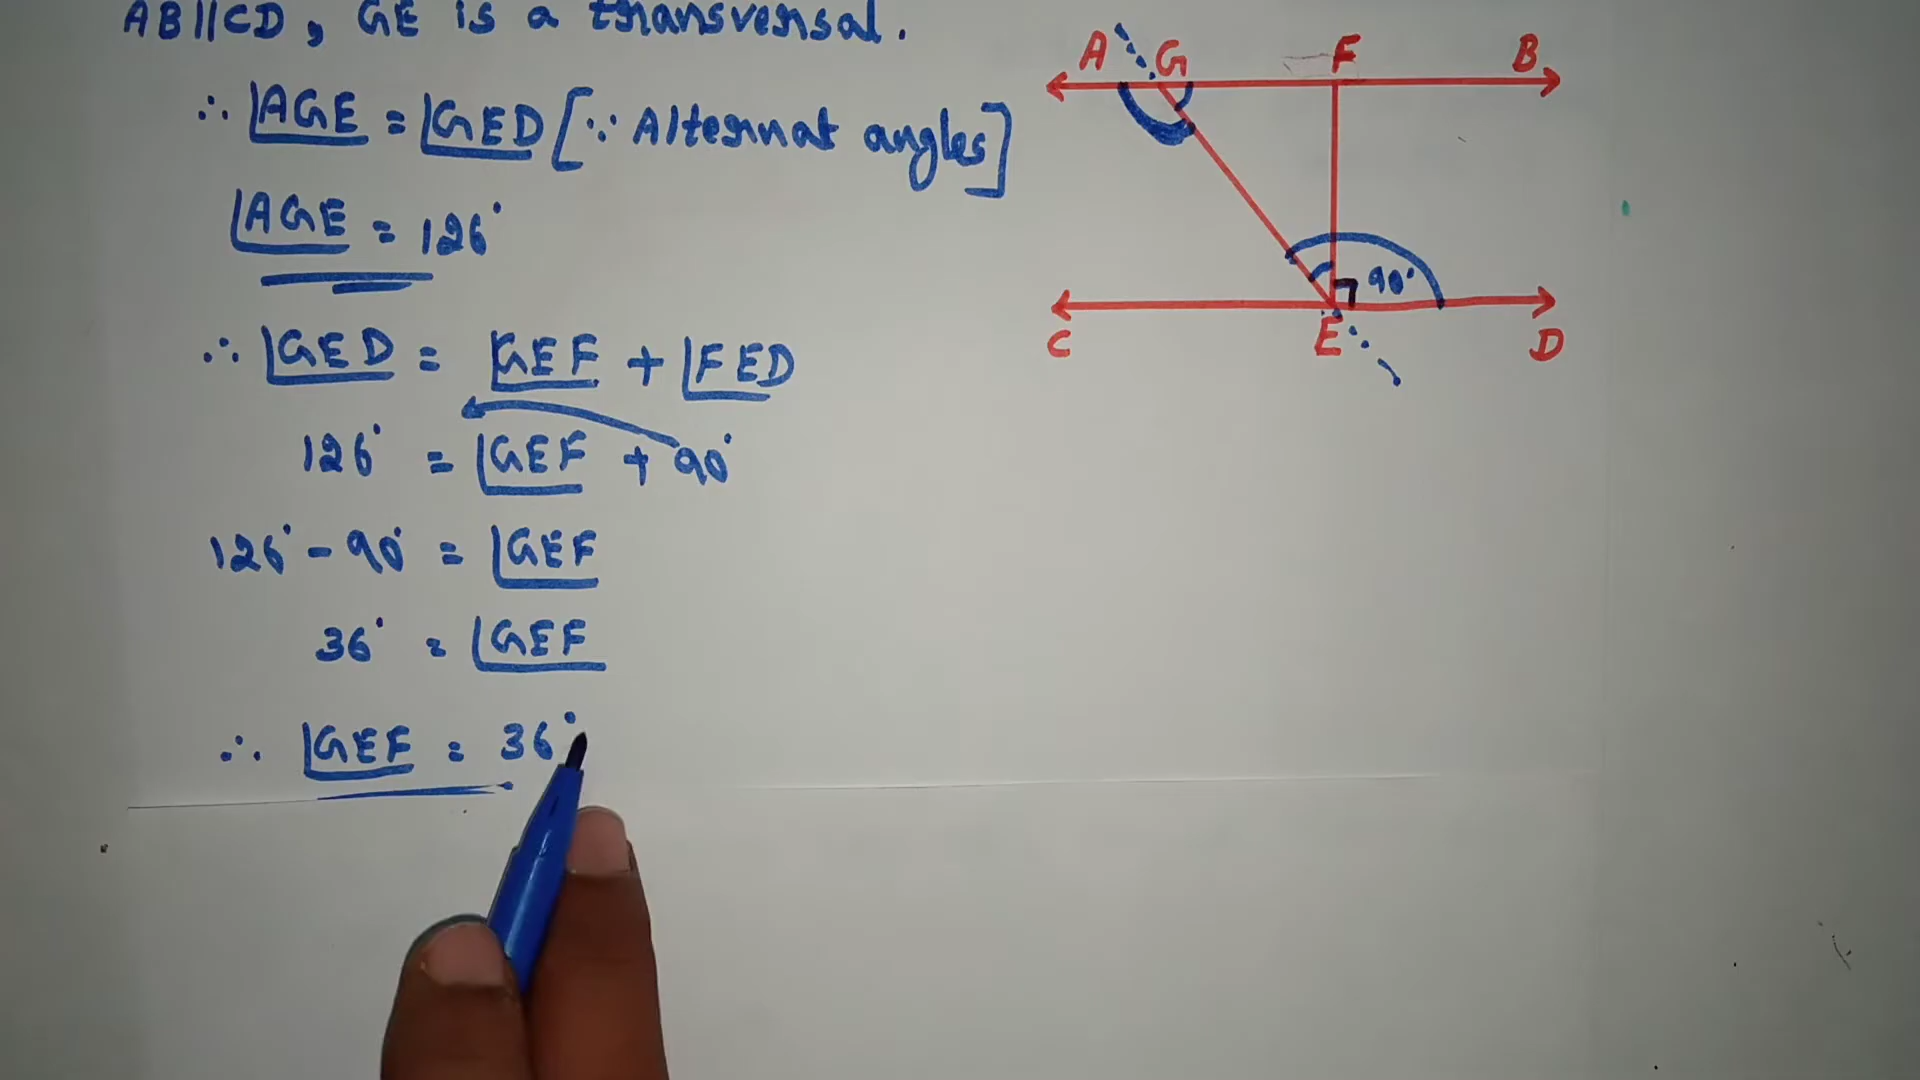 AB||CD, GE is a transversal.
∴ ∠AGE = ∠GED [∵ Alternat angles]
∠AGE = 126°
∴ ∠GED = ∠GEF + ∠FED
126° = ∠GEF + 90°
126° - 90° = ∠GEF
36° = ∠GEF
∴ ∠GEF = 36°
A G F B
90°
C E D